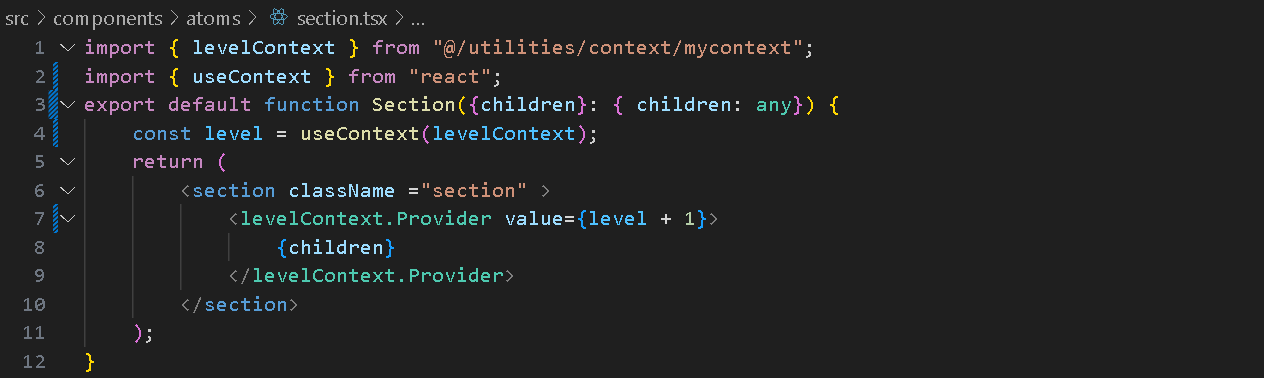 src > components > atoms > section.tsx > ...
1 import { levelContext } from "@/utilities/context/mycontext";
2 import { useContext } from "react";
3 export default function Section({children}: { children: any}) {
4     const level = useContext(levelContext);
5     return (
6         <section className ="section" >
7             <levelContext.Provider value={level + 1}>
8                 {children}
9             </levelContext.Provider>
10         </section>
11     );
12 }